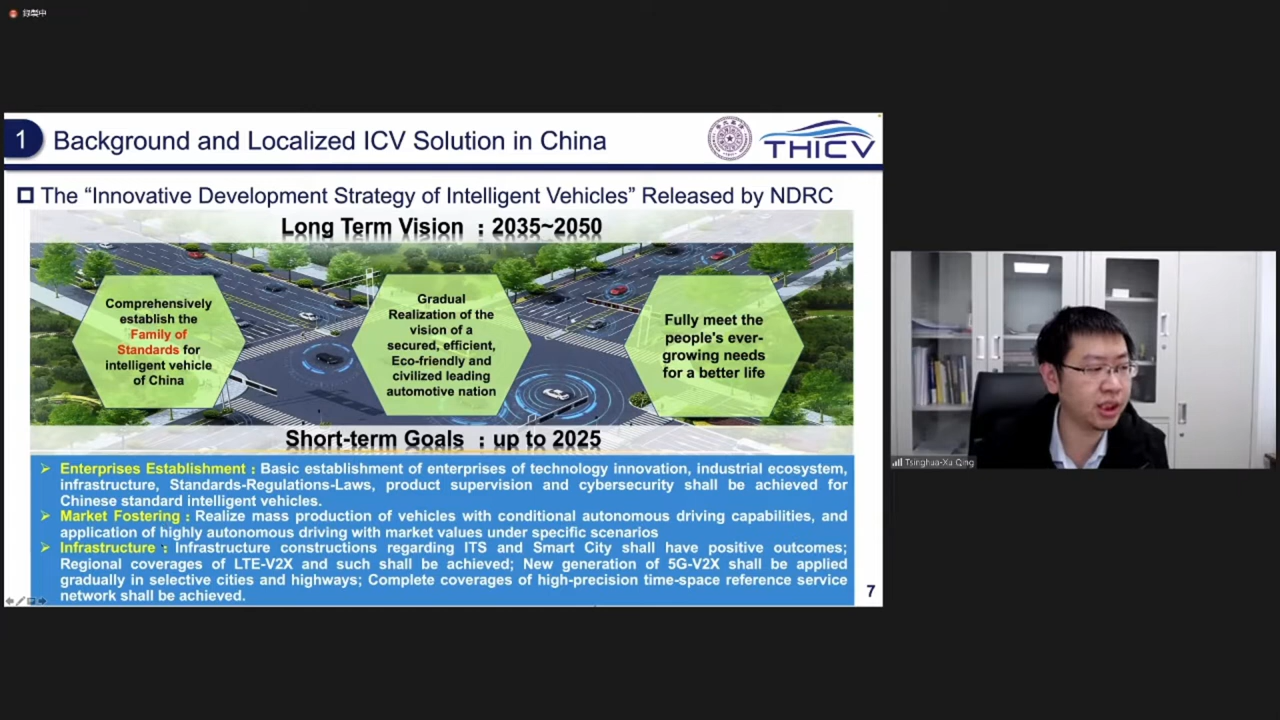 錄製中
1
Background and Localized ICV Solution in China
THICV
The “Innovative Development Strategy of Intelligent Vehicles” Released by NDRC
Long Term Vision ：2035~2050
Comprehensively
establish the
Family of
Standards for
intelligent vehicle
of China
Gradual
Realization of the
vision of a
secured, efficient,
Eco-friendly and
civilized leading
automotive nation
Fully meet the
people's ever-
growing needs
for a better life
Short-term Goals ：up to 2025
➢ Enterprises Establishment : Basic establishment of enterprises of technology innovation, industrial ecosystem,
infrastructure, Standards-Regulations-Laws, product supervision and cybersecurity shall be achieved for
Chinese standard intelligent vehicles.
➢ Market Fostering : Realize mass production of vehicles with conditional autonomous driving capabilities, and
application of highly autonomous driving with market values under specific scenarios
➢ Infrastructure : Infrastructure constructions regarding ITS and Smart City shall have positive outcomes;
Regional coverages of LTE-V2X and such shall be achieved; New generation of 5G-V2X shall be applied
gradually in selective cities and highways; Complete coverages of high-precision time-space reference service
network shall be achieved.
7
Tsinghua-Xu Qing